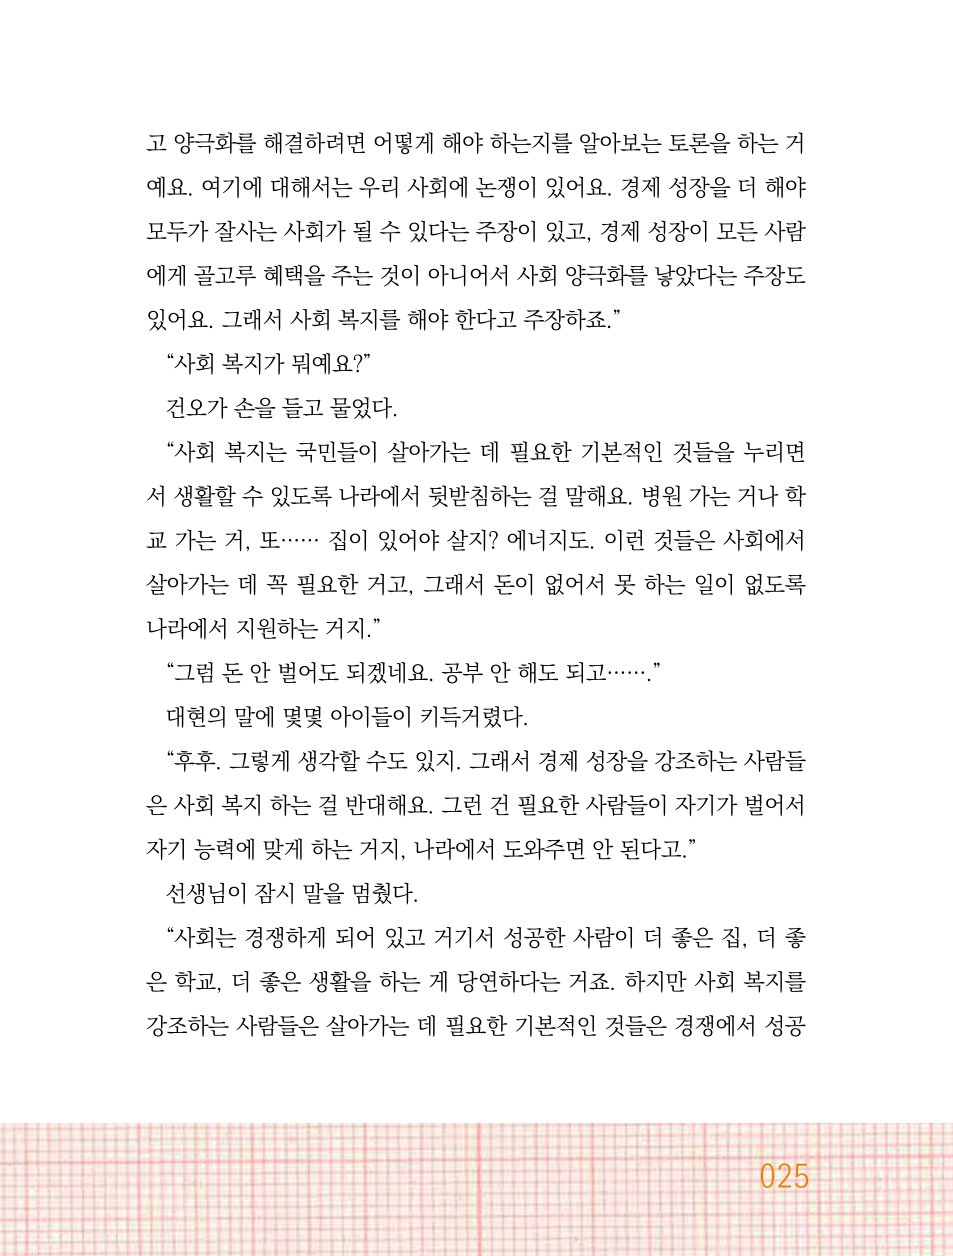 고 양극화를 해결하려면 어떻게 해야 하는지를 알아보는 토론을 하는 거
예요. 여기에 대해서는 우리 사회에 논쟁이 있어요. 경제 성장을 더 해야
모두가 잘사는 사회가 될 수 있다는 주장이 있고, 경제 성장이 모든 사람
에게 골고루 혜택을 주는 것이 아니어서 사회 양극화를 낳았다는 주장도
있어요. 그래서 사회 복지를 해야 한다고 주장하죠.”
“사회 복지가 뭐예요?”
건오가 손을 들고 물었다.
“사회 복지는 국민들이 살아가는 데 필요한 기본적인 것들을 누리면
서 생활할 수 있도록 나라에서 뒷받침하는 걸 말해요. 병원 가는 거나 학
교 가는 거, 또…… 집이 있어야 살지? 에너지도. 이런 것들은 사회에서
살아가는 데 꼭 필요한 거고, 그래서 돈이 없어서 못 하는 일이 없도록
나라에서 지원하는 거지.”
“그럼 돈 안 벌어도 되겠네요. 공부 안 해도 되고…….”
대현의 말에 몇몇 아이들이 키득거렸다.
“후후. 그렇게 생각할 수도 있지. 그래서 경제 성장을 강조하는 사람들
은 사회 복지 하는 걸 반대해요. 그런 건 필요한 사람들이 자기가 벌어서
자기 능력에 맞게 하는 거지, 나라에서 도와주면 안 된다고.”
선생님이 잠시 말을 멈췄다.
“사회는 경쟁하게 되어 있고 거기서 성공한 사람이 더 좋은 집, 더 좋
은 학교, 더 좋은 생활을 하는 게 당연하다는 거죠. 하지만 사회 복지를
강조하는 사람들은 살아가는 데 필요한 기본적인 것들은 경쟁에서 성공
025